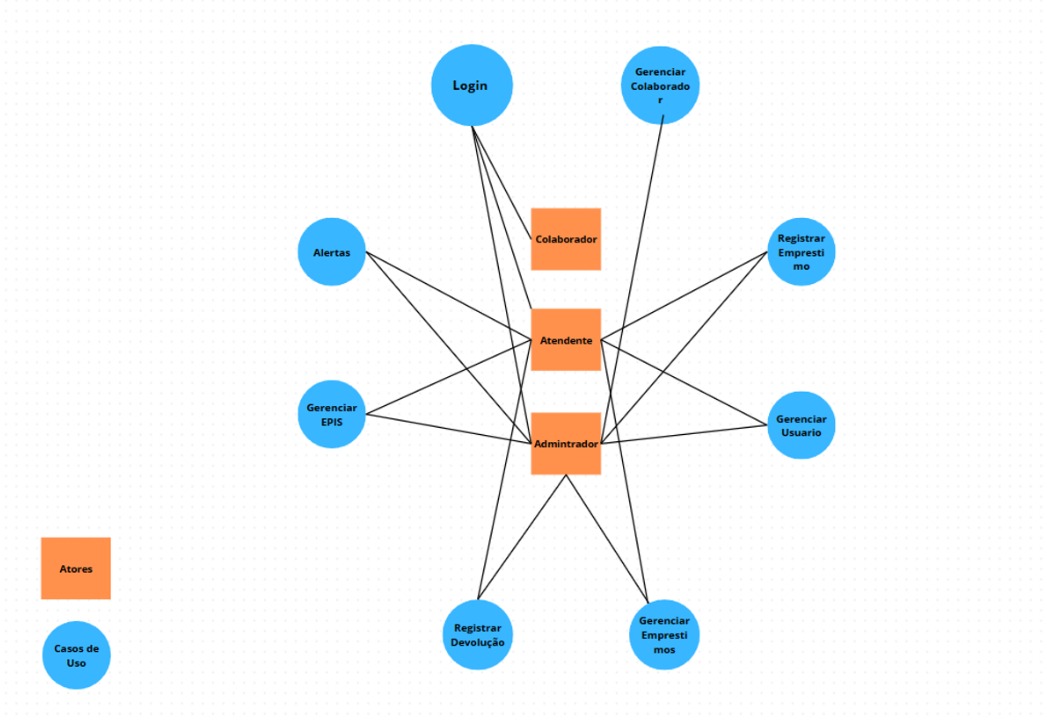 Login
Gerenciar
Colaborado
r
Colaborador
Alertas
Registrar
Empresti
mo
Atendente
Gerenciar
EPIS
Gerenciar
Usuario
Admintrador
Atores
Registrar
Devolução
Gerenciar
Empresti
mos
Casos de
Uso